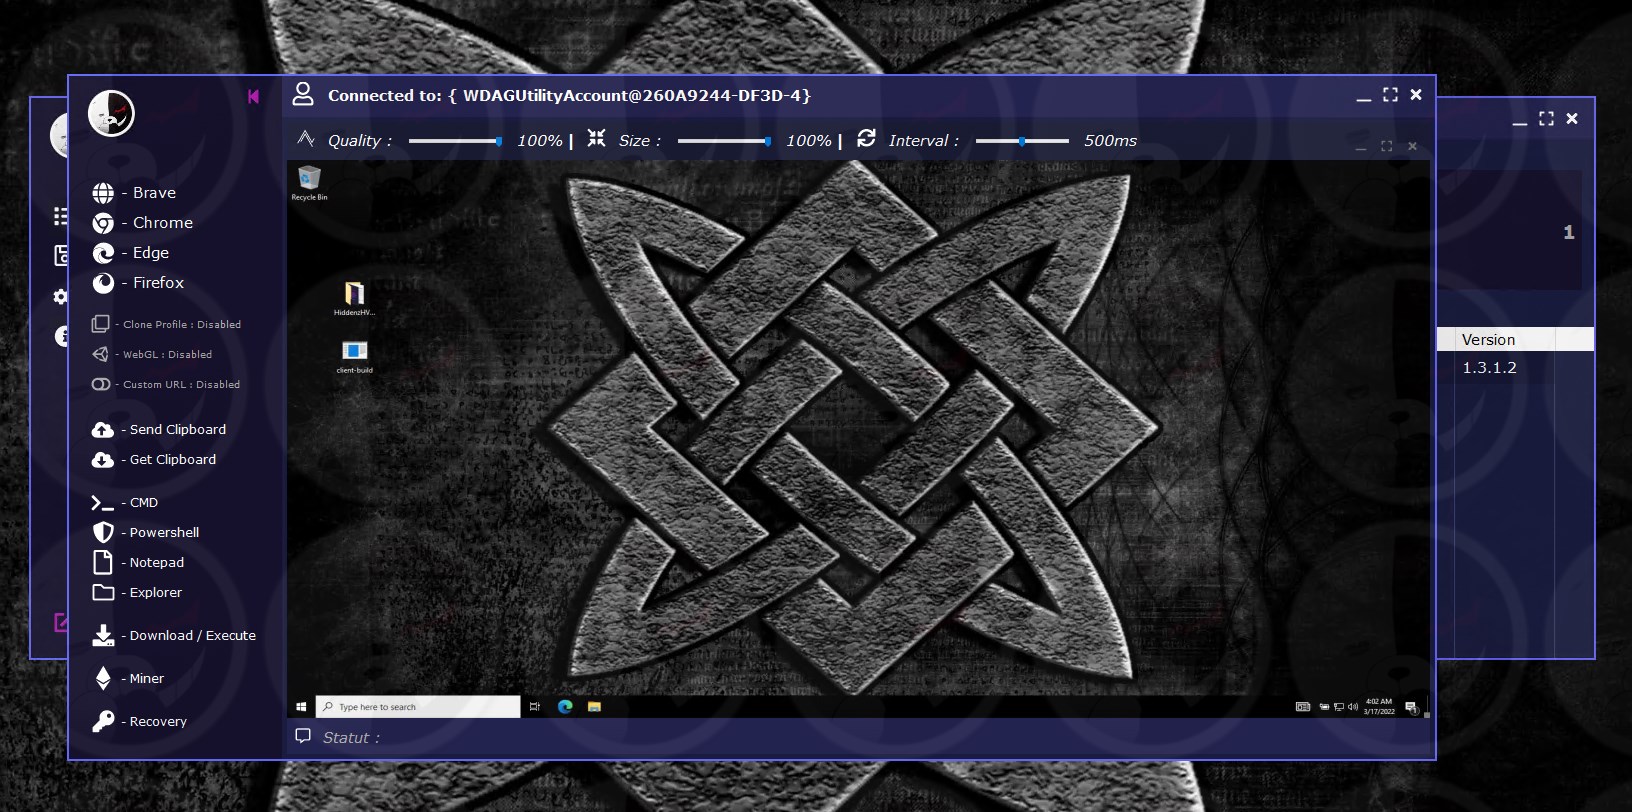 Connected to: { WDAGUtilityAccount@260A9244-DF3D-4}
Quality : 100% | Size : 100% | Interval : 500ms
- Brave
- Chrome
- Edge
- Firefox
- Clone Profile : Disabled
- WebGL : Disabled
- Custom URL : Disabled
- Send Clipboard
- Get Clipboard
- CMD
- Powershell
- Notepad
- Explorer
- Download / Execute
- Miner
- Recovery
Recycle Bin
HiddenzHV...
client-build
Type here to search
4:02 AM
3/17/2022
Statut :
1
Version
1.3.1.2